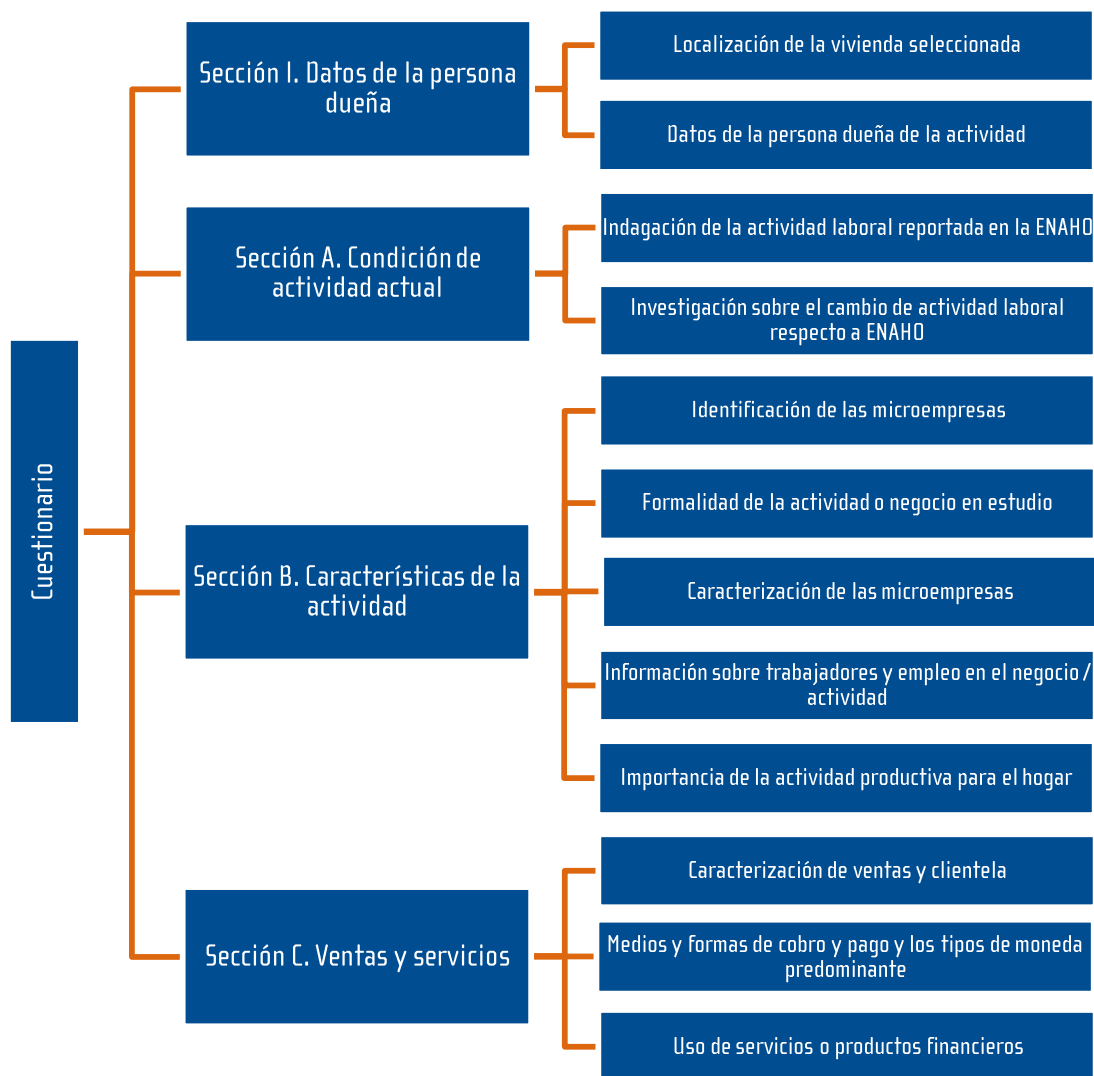 Cuestionario
Sección I. Datos de la persona
dueña
Localización de la vivienda seleccionada
Datos de la persona dueña de la actividad
Sección A. Condición de
actividad actual
Indagación de la actividad laboral reportada en la ENAHO
Investigación sobre el cambio de actividad laboral
respecto a ENAHO
Sección B. Características de la
actividad
Identificación de las microempresas
Formalidad de la actividad o negocio en estudio
Caracterización de las microempresas
Información sobre trabajadores y empleo en el negocio /
actividad
Importancia de la actividad productiva para el hogar
Sección C. Ventas y servicios
Caracterización de ventas y clientela
Medios y formas de cobro y pago y los tipos de moneda
predominante
Uso de servicios o productos financieros